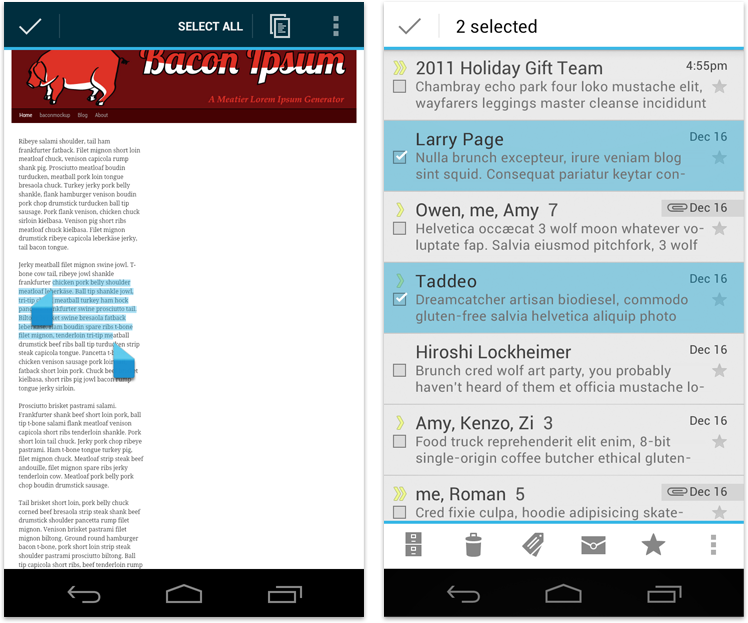 SELECT ALL
Bacon Ipsum
A Meatier Lorem Ipsum Generator
Home baconmockup Blog About
Ribeye salami shoulder, tail ham
frankfurter fatback. Filet mignon short loin
meatloaf chuck, venison capicola rump
shank pig. Prosciutto meatloaf boudin
turducken, meatball pork loin tongue
bresaola chuck. Turkey jerky pork belly
shankle, flank hamburger venison boudin
pork chop drumstick turducken ball tip
sausage. Pork flank venison, chicken chuck
sirloin kielbasa. Venison pig short ribs
meatloaf chuck kielbasa. Filet mignon
drumstick ribeye capicola leberkäse jerky,
tail bacon tongue.
Jerky meatball filet mignon swine jowl. T-
bone cow tail, ribeye jowl shankle
frankfurter chicken pork belly shoulder
meatloaf leberkäse. Ball tip shankle jowl,
tri-tip meatball turkey ham hock
frankfurter swine prosciutto tail.
swine bresaola fatback
boudin spare ribs t-bone
filet mignon, tenderloin tri-tip meatball
drumstick beef ribs ball tip turducken strip
steak capicola tongue. Pancetta
chicken venison sausage pork loin
fatback short loin pork. Chuck
kielbasa, short ribs pig jowl bacon rump
tongue jerky sirloin.
Prosciutto brisket pastrami salami.
Frankfurter shank beef short loin pork, ball
tip t-bone salami flank meatloaf venison
capicola short ribs tenderloin shankle. Pork
short loin tail chuck. Jerky pork chop ribeye
pastrami. Ham t-bone tongue turkey pig,
filet mignon chuck. Meatloaf strip steak beef
andouille, filet mignon spare ribs jerky
tenderloin cow. Meatloaf pork belly pork
chop boudin drumstick sausage.
Tail brisket short loin, pork belly chuck
corned beef bresaola strip steak shank beef
drumstick shoulder pancetta rump filet
mignon. Venison brisket pastrami filet
mignon biltong. Ground round hamburger
bacon t-bone, pork loin strip steak
shoulder pastrami prosciutto biltong. Ball
tip capicola short ribs, beef tenderloin pork
2 selected
2011 Holiday Gift Team 4:55pm
Chambray echo park four loko mustache elit,
wayfarers leggings master cleanse incididunt
Larry Page Dec 16
Nulla brunch excepteur, irure veniam blog
sint squid. Consequat pariatur keytar con-
Owen, me, Amy 7 Dec 16
Helvetica occæcat 3 wolf moon whatever vo-
luptate fap. Salvia eiusmod pitchfork, 3 wolf
Taddeo Dec 16
Dreamcatcher artisan biodiesel, commodo
gluten-free salvia helvetica aliquip photo
Hiroshi Lockheimer Dec 16
Brunch cred wolf art party, you probably
haven't heard of them et officia mustache lo-
Amy, Kenzo, Zi 3 Dec 16
Food truck reprehenderit elit enim, 8-bit
single-origin coffee butcher ethical gluten-
me, Roman 5 Dec 16
Cred fixie culpa, hoodie adipisicing skate-